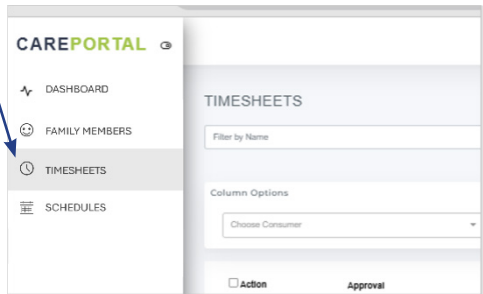 CAREPORTAL
DASHBOARD
FAMILY MEMBERS
TIMESHEETS
SCHEDULES
TIMESHEETS
Filter by Name
Column Options
Choose Consumer
Action Approval